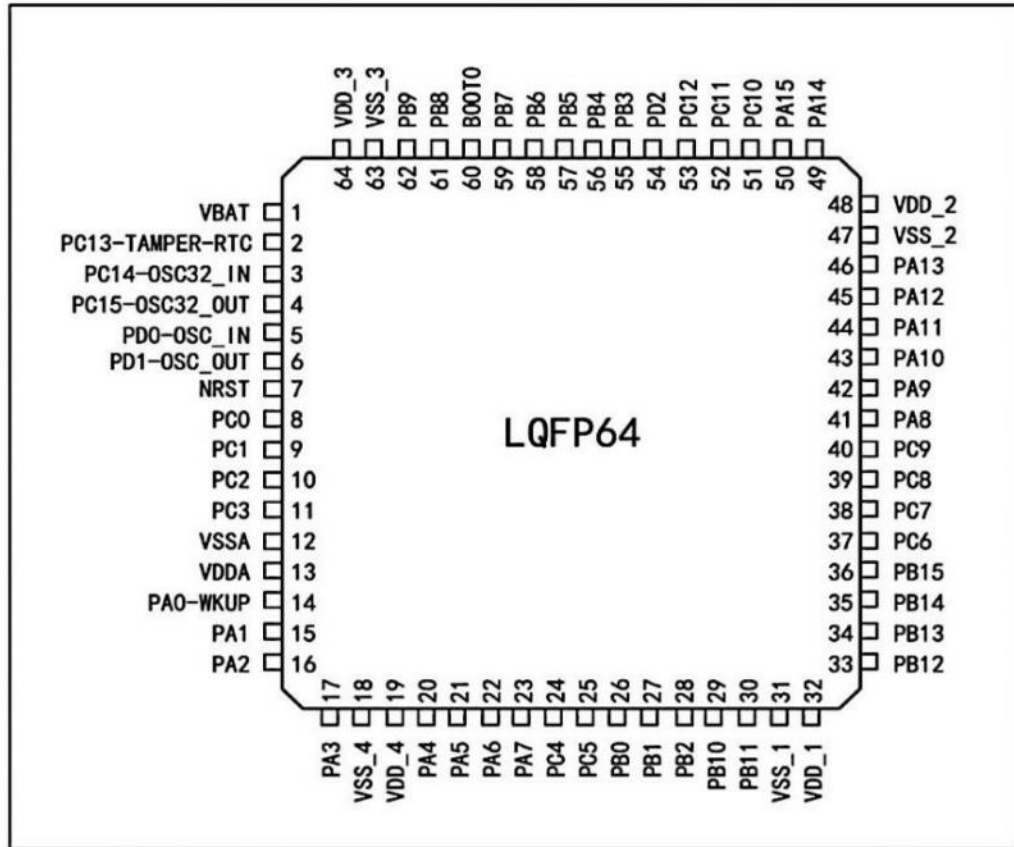 VDD_3
VSS_3
PB9
PB8
BOOT0
PB7
PB6
PB5
PB4
PB3
PD2
PC12
PC11
PC10
PA15
PA14
64
63
62
61
60
59
58
57
56
55
54
53
52
51
50
49
VBAT 1
PC13-TAMPER-RTC 2
PC14-OSC32_IN 3
PC15-OSC32_OUT 4
PD0-OSC_IN 5
PD1-OSC_OUT 6
NRST 7
PC0 8
PC1 9
PC2 10
PC3 11
VSSA 12
VDDA 13
PA0-WKUP 14
PA1 15
PA2 16
LQFP64
48 VDD_2
47 VSS_2
46 PA13
45 PA12
44 PA11
43 PA10
42 PA9
41 PA8
40 PC9
39 PC8
38 PC7
37 PC6
36 PB15
35 PB14
34 PB13
33 PB12
17
18
19
20
21
22
23
24
25
26
27
28
29
30
31
32
PA3
VSS_4
VDD_4
PA4
PA5
PA6
PA7
PC4
PC5
PB0
PB1
PB2
PB10
PB11
VSS_1
VDD_1